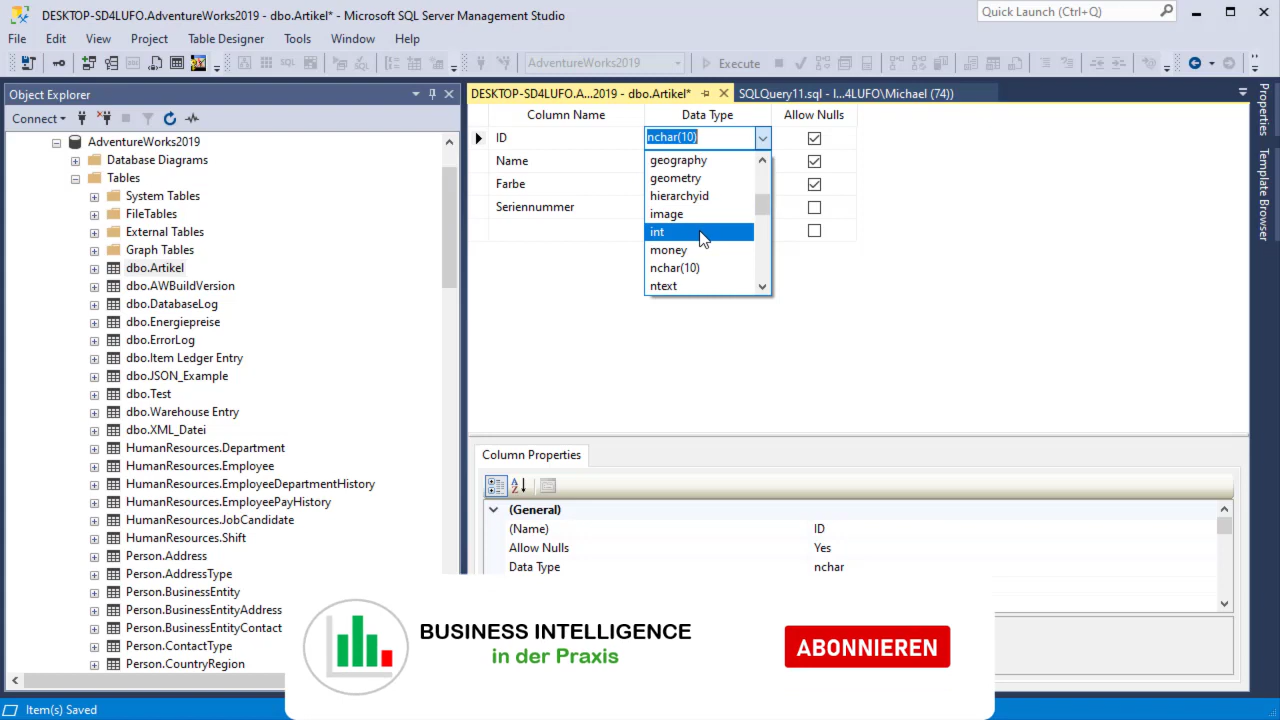 DESKTOP-SD4LUFO.AdventureWorks2019 - dbo.Artikel* - Microsoft SQL Server Management Studio
Quick Launch (Ctrl+Q)
File Edit View Project Table Designer Tools Window Help
AdventureWorks2019
Execute
Object Explorer
DESKTOP-SD4LUFO.A...2019 - dbo.Artikel*
SQLQuery11.sql - l...4LUFO\Michael (74))
Connect
Column Name Data Type Allow Nulls
AdventureWorks2019
Database Diagrams
Tables
System Tables
FileTables
External Tables
Graph Tables
dbo.Artikel
dbo.AWBuildVersion
dbo.DatabaseLog
dbo.Energiepreise
dbo.ErrorLog
dbo.Item Ledger Entry
dbo.JSON_Example
dbo.Test
dbo.Warehouse Entry
dbo.XML_Datei
HumanResources.Department
HumanResources.Employee
HumanResources.EmployeeDepartmentHistory
HumanResources.EmployeePayHistory
HumanResources.JobCandidate
HumanResources.Shift
Person.Address
Person.AddressType
Person.BusinessEntity
Person.BusinessEntityAddress
Person.BusinessEntityContact
Person.ContactType
Person.CountryRegion
ID nchar(10)
Name
Farbe
Seriennummer
geography
geometry
hierarchyid
image
int
money
nchar(10)
ntext
Column Properties
(General)
(Name) ID
Allow Nulls Yes
Data Type nchar
Properties
Template Browser
BUSINESS INTELLIGENCE
in der Praxis
ABONNIEREN
Item(s) Saved